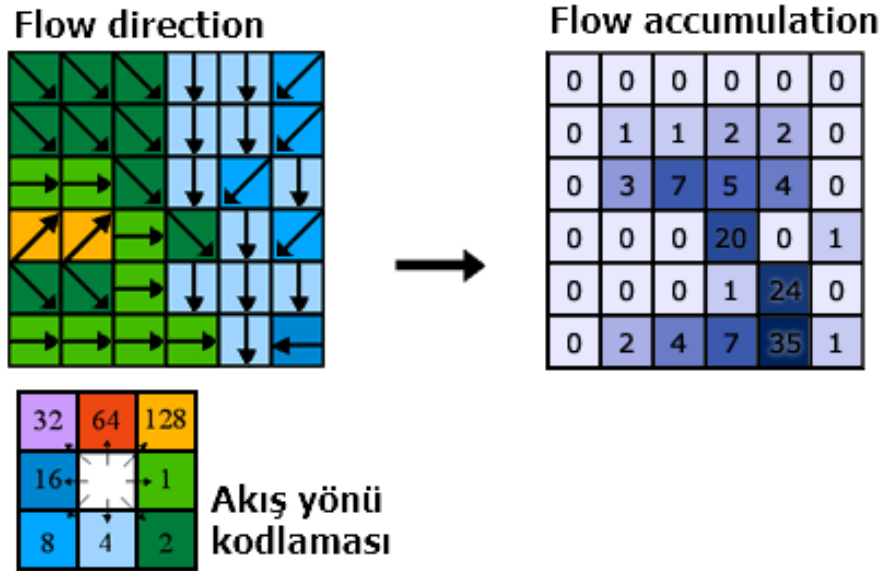 Flow direction
Flow accumulation
0 0 0 0 0 0
0 1 1 2 2 0
0 3 7 5 4 0
0 0 0 20 0 1
0 0 0 1 24 0
0 2 4 7 35 1
32 64 128
16 1
8 4 2
Akış yönü
kodlaması